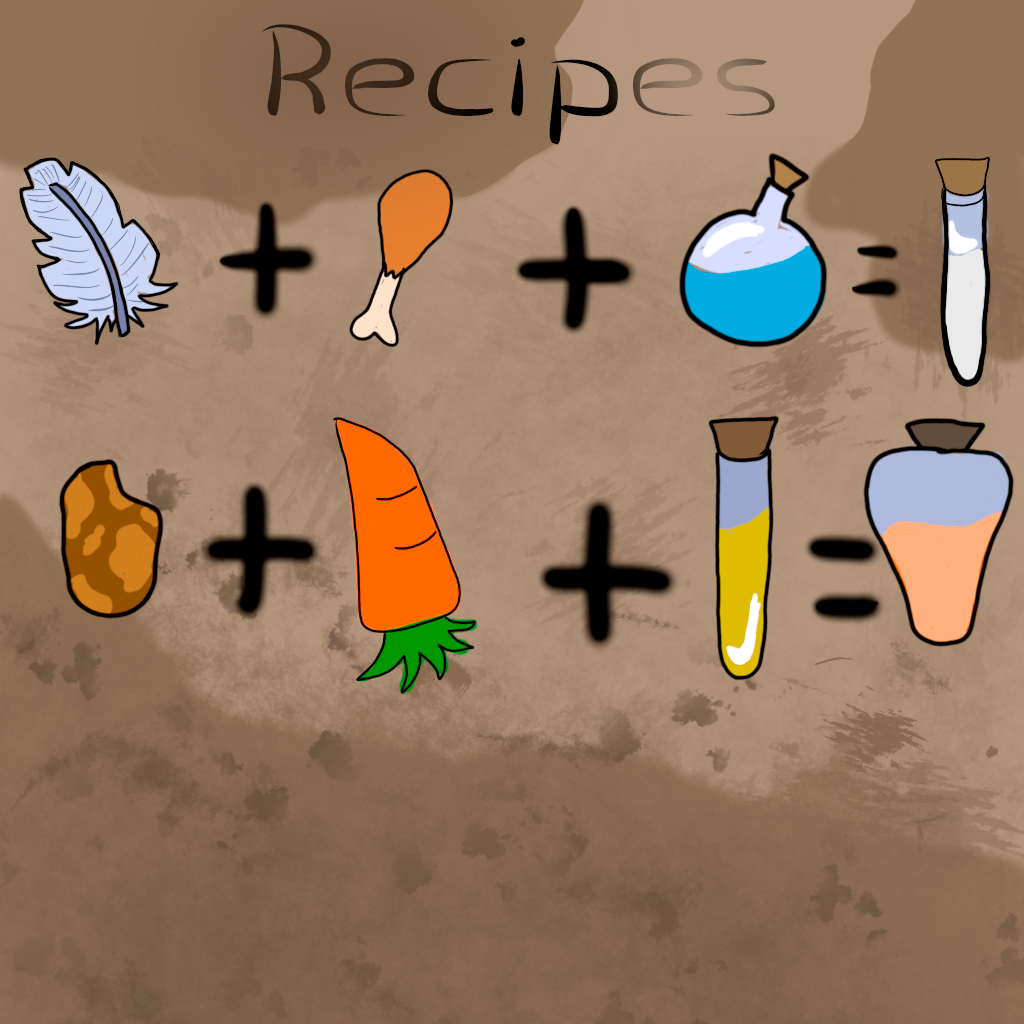 Recipes
+ + =
+ + =